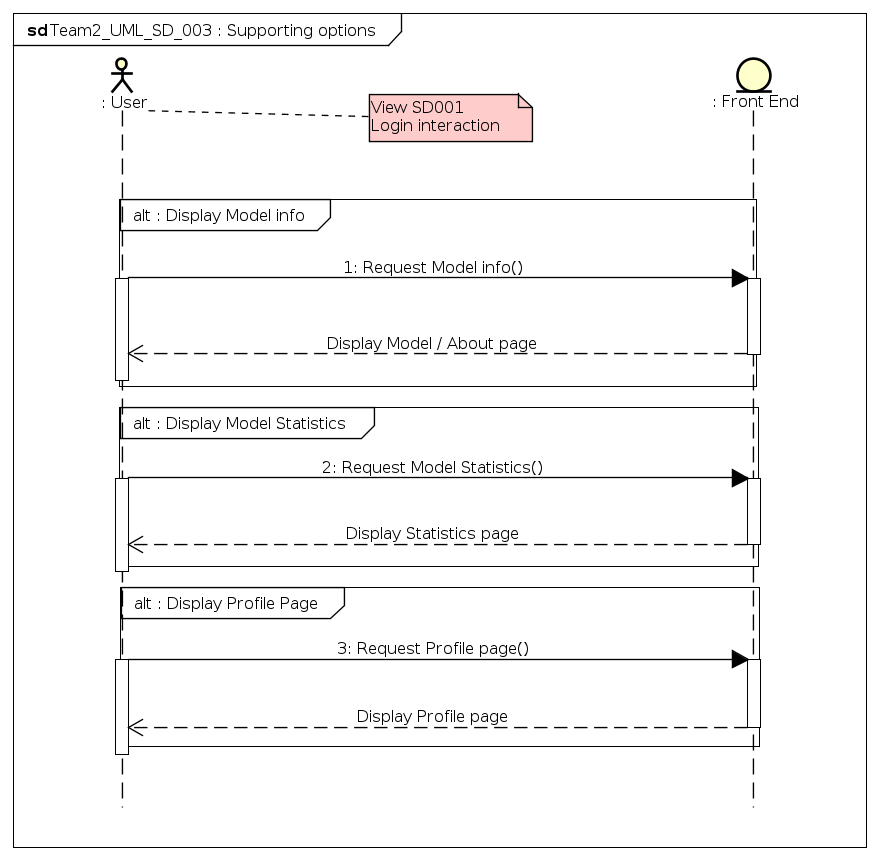 sd Team2_UML_SD_003 : Supporting options
: User
View SD001
Login interaction
: Front End
alt : Display Model info
1: Request Model info()
Display Model / About page
alt : Display Model Statistics
2: Request Model Statistics()
Display Statistics page
alt : Display Profile Page
3: Request Profile page()
Display Profile page